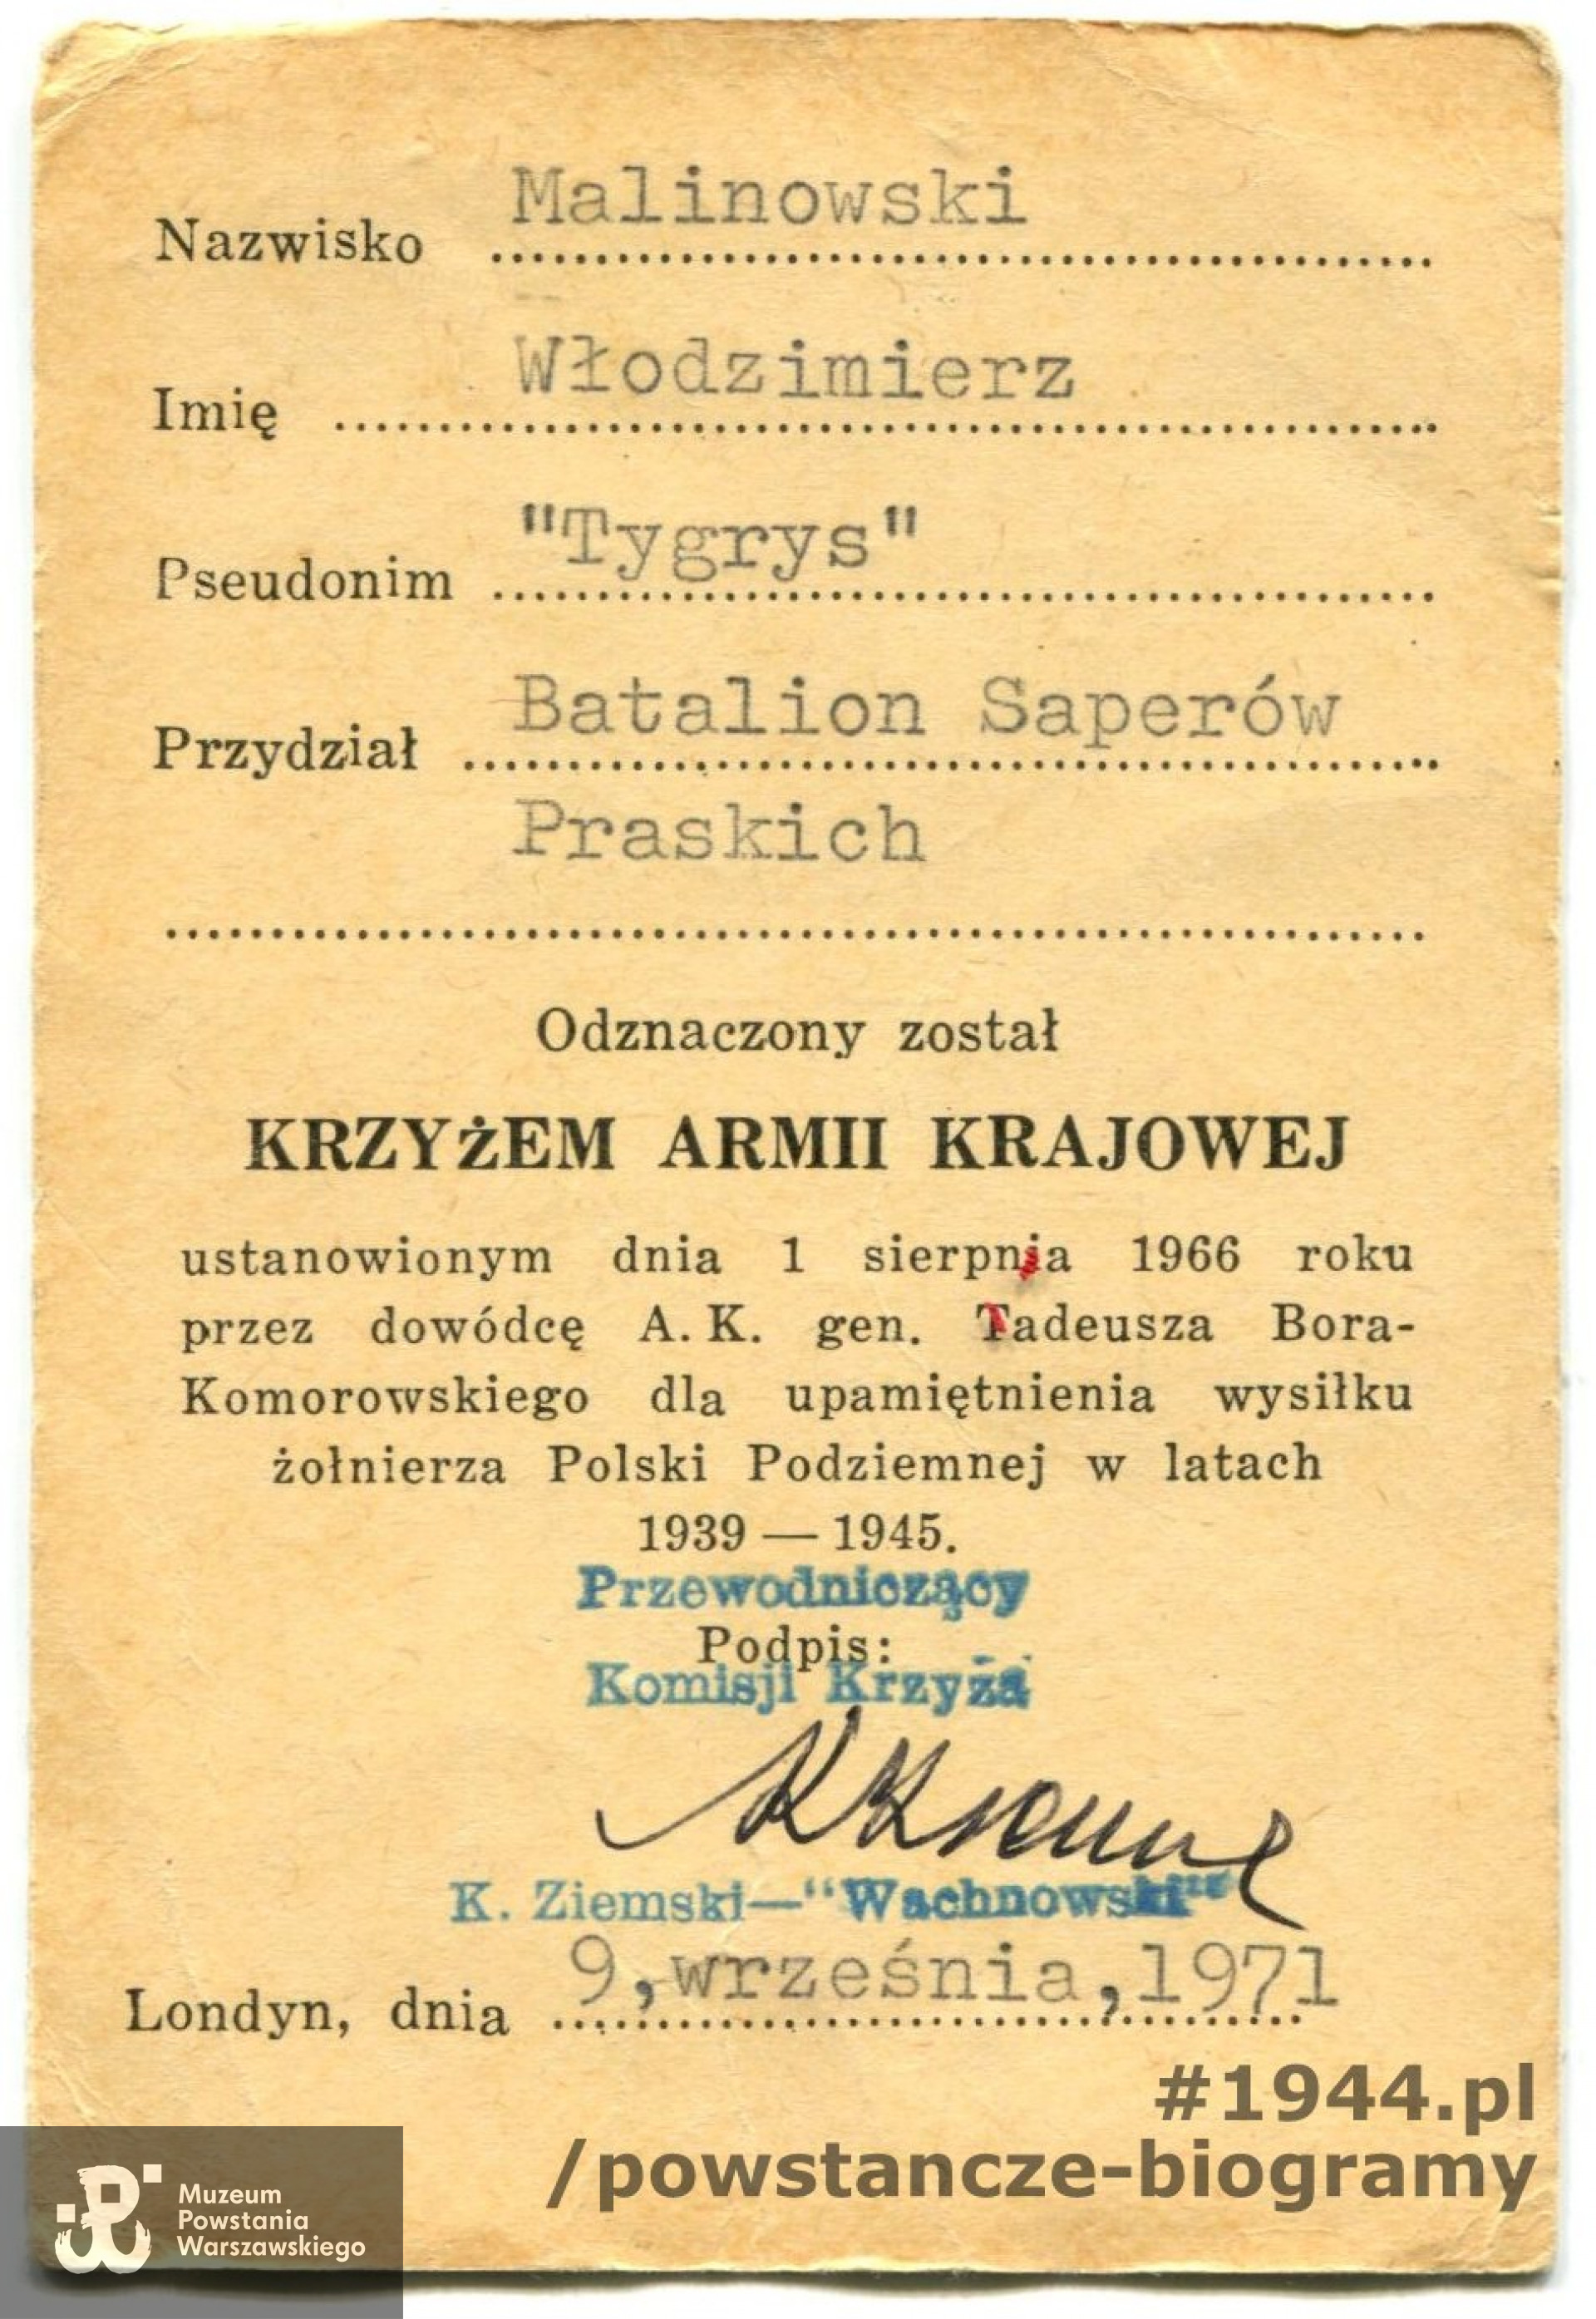 Malinowski
Nazwisko
Włodzimierz
Imię
"Tygrys"
Pseudonim
Batalion Saperów
Przydział
Praskich
Odznaczony został
KRZYżEM ARMII KRAJOWEJ
ustanowionym dnia 1 sierpnia 1966 roku
przez dowódcę A. K. gen. Tadeusza Bora-
Komorowskiego dla upamiętnienia wysiłku
żołnierza Polski Podziemnej w latach
1939 — 1945.
Przewodniczący
Podpis:
Komisji Krzyża
K. Ziemski—“Wachnowski“
9,września,1971
Londyn, dnia
#1944.pl
/powstancze-biogramy
Muzeum
Powstania
Warszawskiego